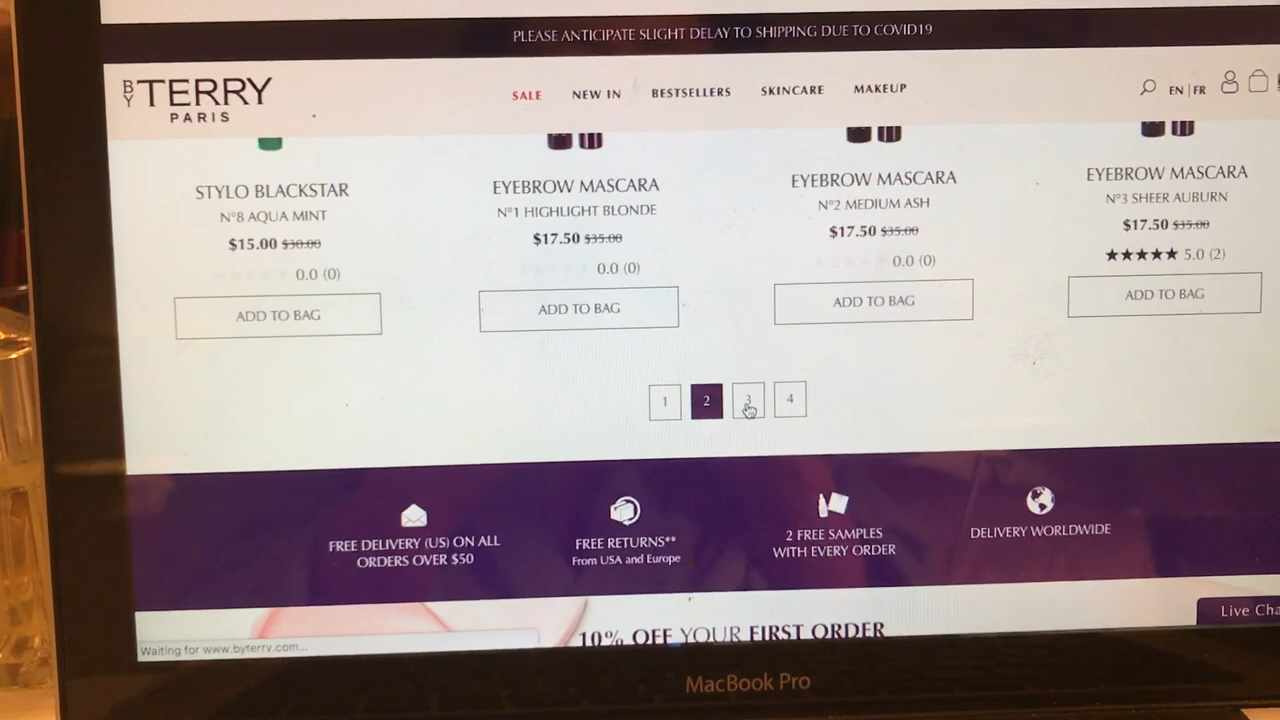 PLEASE ANTICIPATE SLIGHT DELAY TO SHIPPING DUE TO COVID19
BY TERRY
PARIS
SALE NEW IN BESTSELLERS SKINCARE MAKEUP
EN | FR
STYLO BLACKSTAR
N°8 AQUA MINT
$15.00 $30.00
0.0 (0)
ADD TO BAG
EYEBROW MASCARA
N°1 HIGHLIGHT BLONDE
$17.50 $35.00
0.0 (0)
ADD TO BAG
EYEBROW MASCARA
N°2 MEDIUM ASH
$17.50 $35.00
0.0 (0)
ADD TO BAG
EYEBROW MASCARA
N°3 SHEER AUBURN
$17.50 $35.00
★★★★★ 5.0 (2)
ADD TO BAG
1 2 3 4
FREE DELIVERY (US) ON ALL
ORDERS OVER $50
FREE RETURNS**
From USA and Europe
2 FREE SAMPLES
WITH EVERY ORDER
DELIVERY WORLDWIDE
10% OFF YOUR FIRST ORDER
Live Cha
Waiting for www.byterry.com...
MacBook Pro